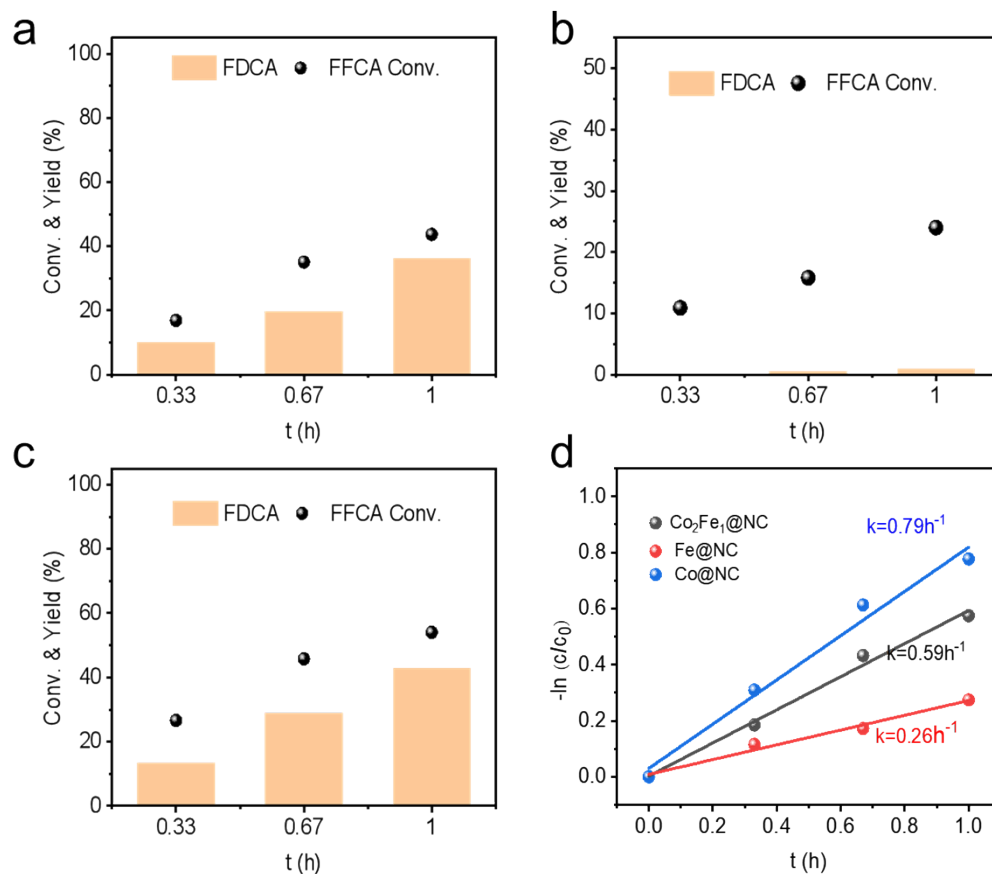 a
FDCA FFCA Conv.
Conv. & Yield (%)
100
80
60
40
20
0
0.33 0.67 1
t (h)
b
FDCA FFCA Conv.
Conv. & Yield (%)
50
40
30
20
10
0
0.33 0.67 1
t (h)
c
FDCA FFCA Conv.
Conv. & Yield (%)
100
80
60
40
20
0
0.33 0.67 1
t (h)
d
Co₂Fe₁@NC
Fe@NC
Co@NC
k=0.79h⁻¹
k=0.59h⁻¹
k=0.26h⁻¹
-ln (c/c₀)
1.0
0.8
0.6
0.4
0.2
0.0
0.0 0.2 0.4 0.6 0.8 1.0
t (h)